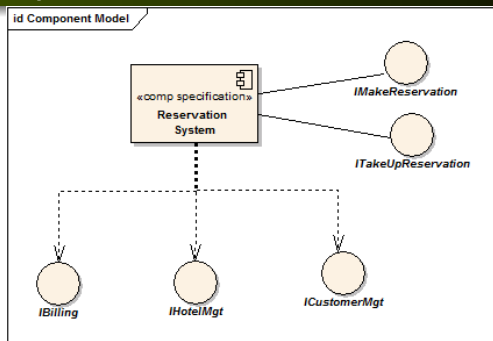 id Component Model
«comp specification»
Reservation
System
IMakeReservation
ITakeUpReservation
IBilling
IHotelMgt
ICustomerMgt